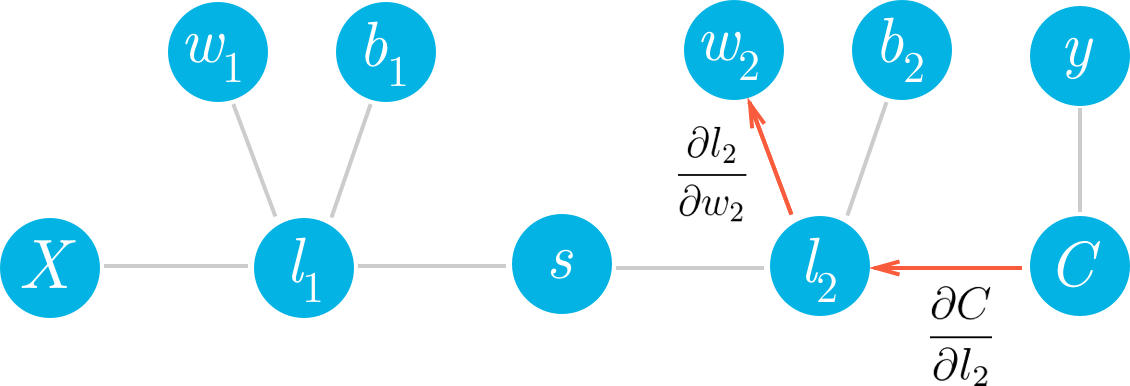 w₁ b₁ w₂ b₂ y
∂l₂
∂w₂
X l₁ s l₂ C
∂C
∂l₂